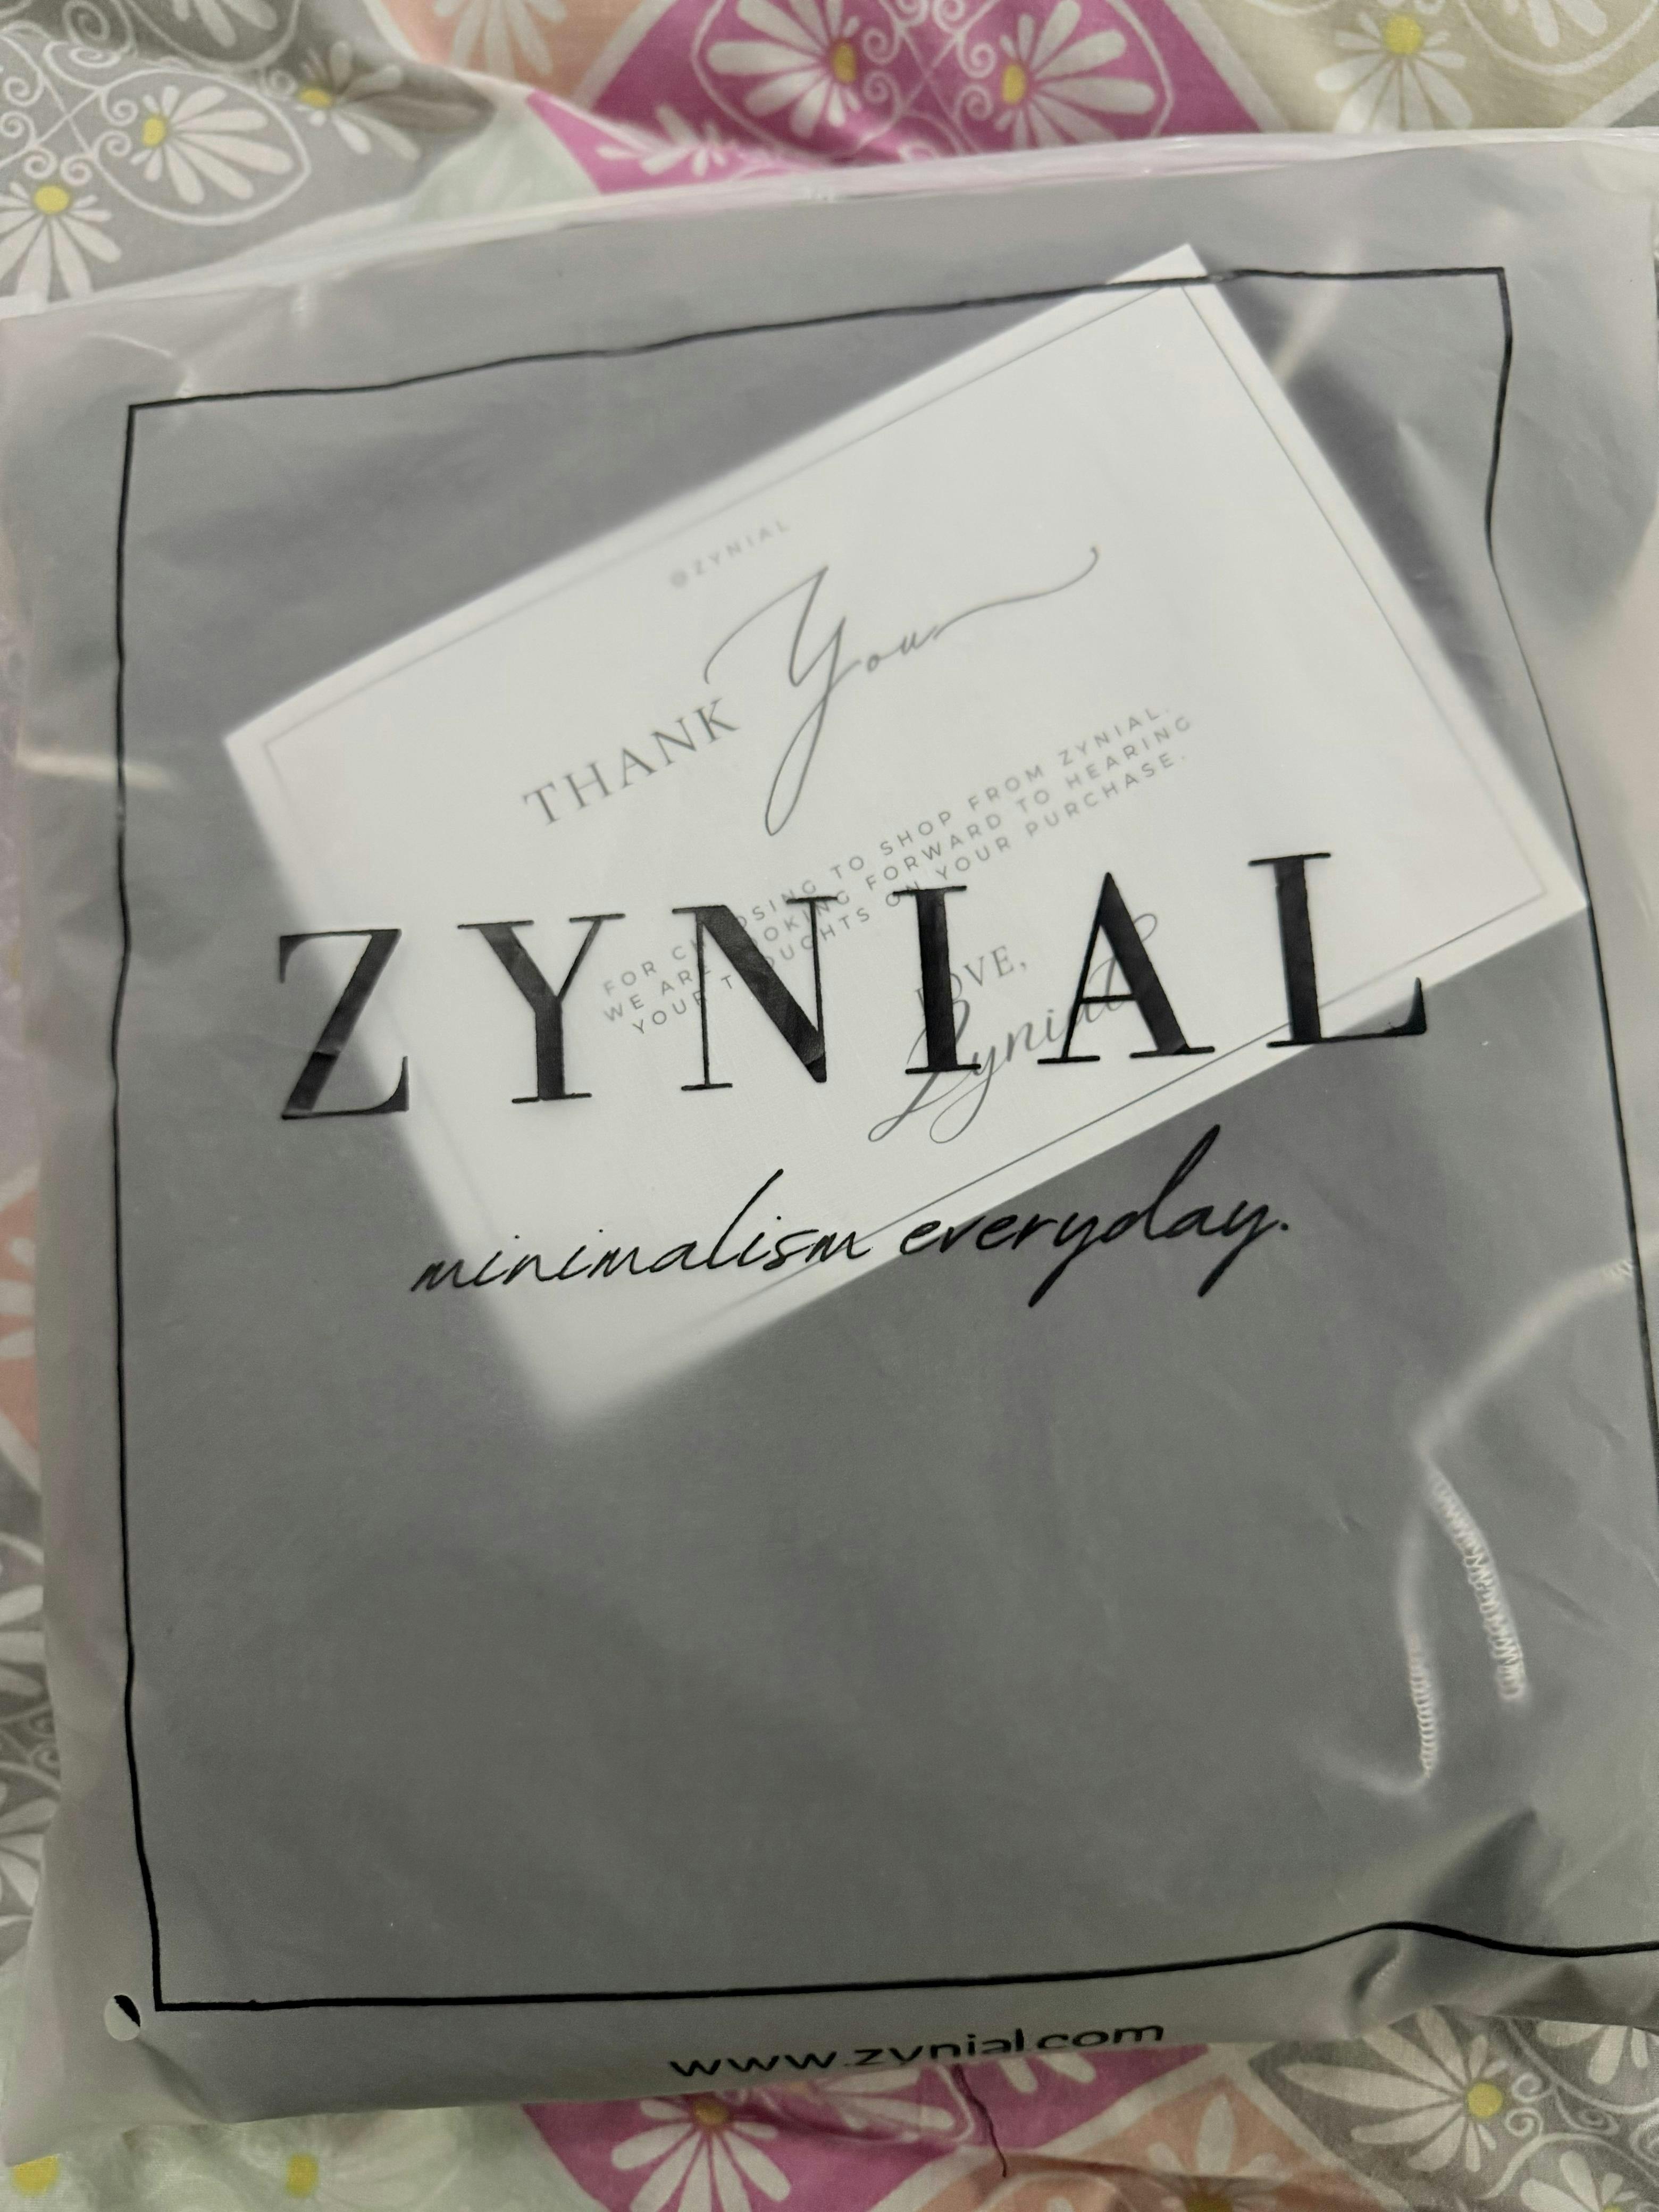 @ZYNIAL
THANK You
FOR CHOOSING TO SHOP FROM ZYNIAL.
WE ARE LOOKING FORWARD TO HEARING
YOUR THOUGHTS ON YOUR PURCHASE.
LOVE,
Zynial
ZYNIAL
minimalism everyday.
www.zynial.com